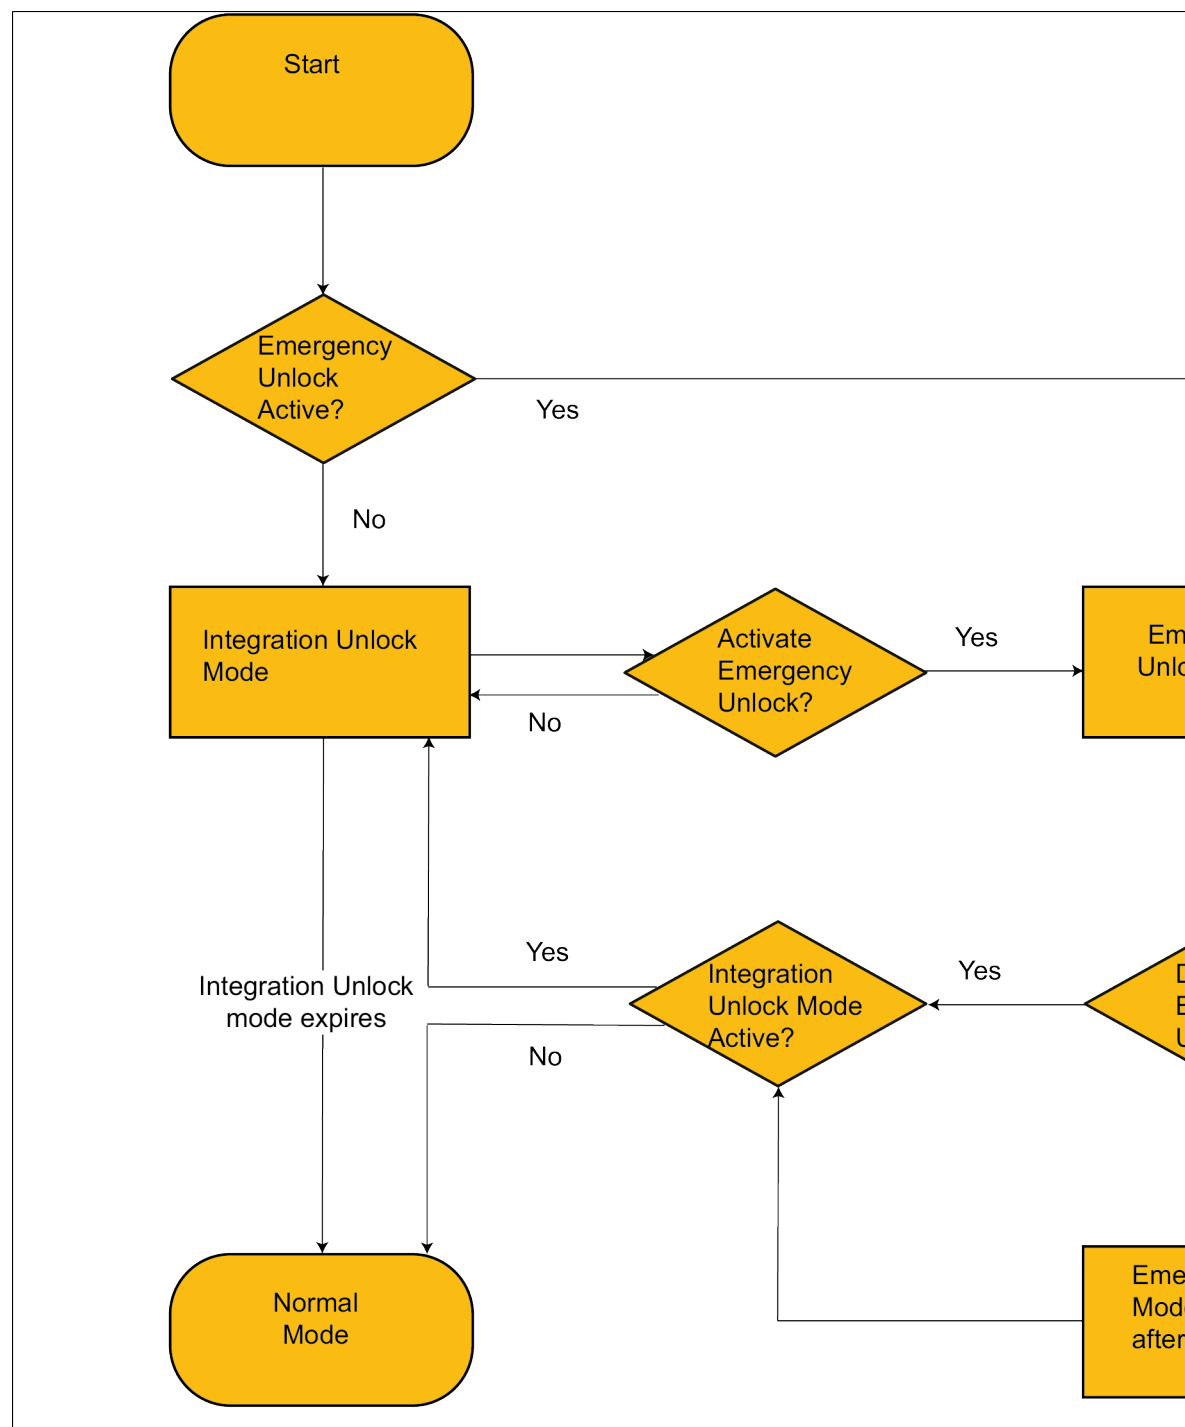 Start
Emergency
Unlock
Active?
Yes
No
Integration Unlock
Mode
Activate
Emergency
Unlock?
Yes
No
Integration Unlock
mode expires
Yes
No
Integration
Unlock Mode
Active?
Yes
Normal
Mode
after